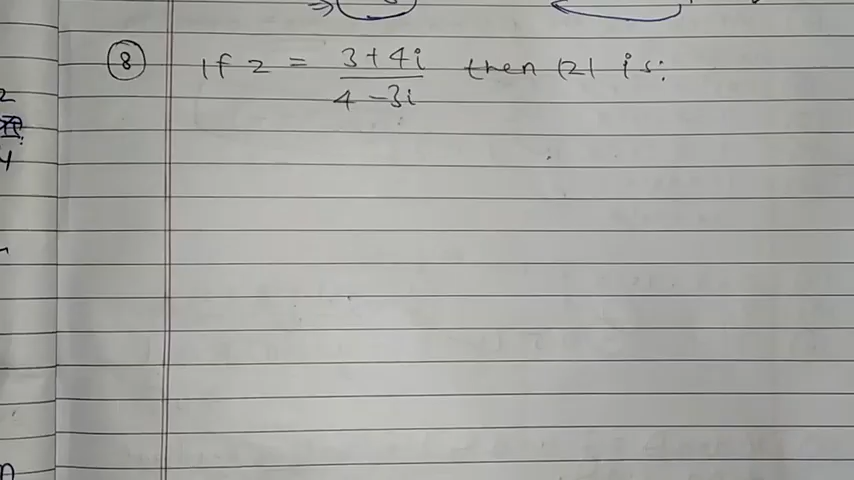 8 If z = 3+4i / 4-3i then |z| is: